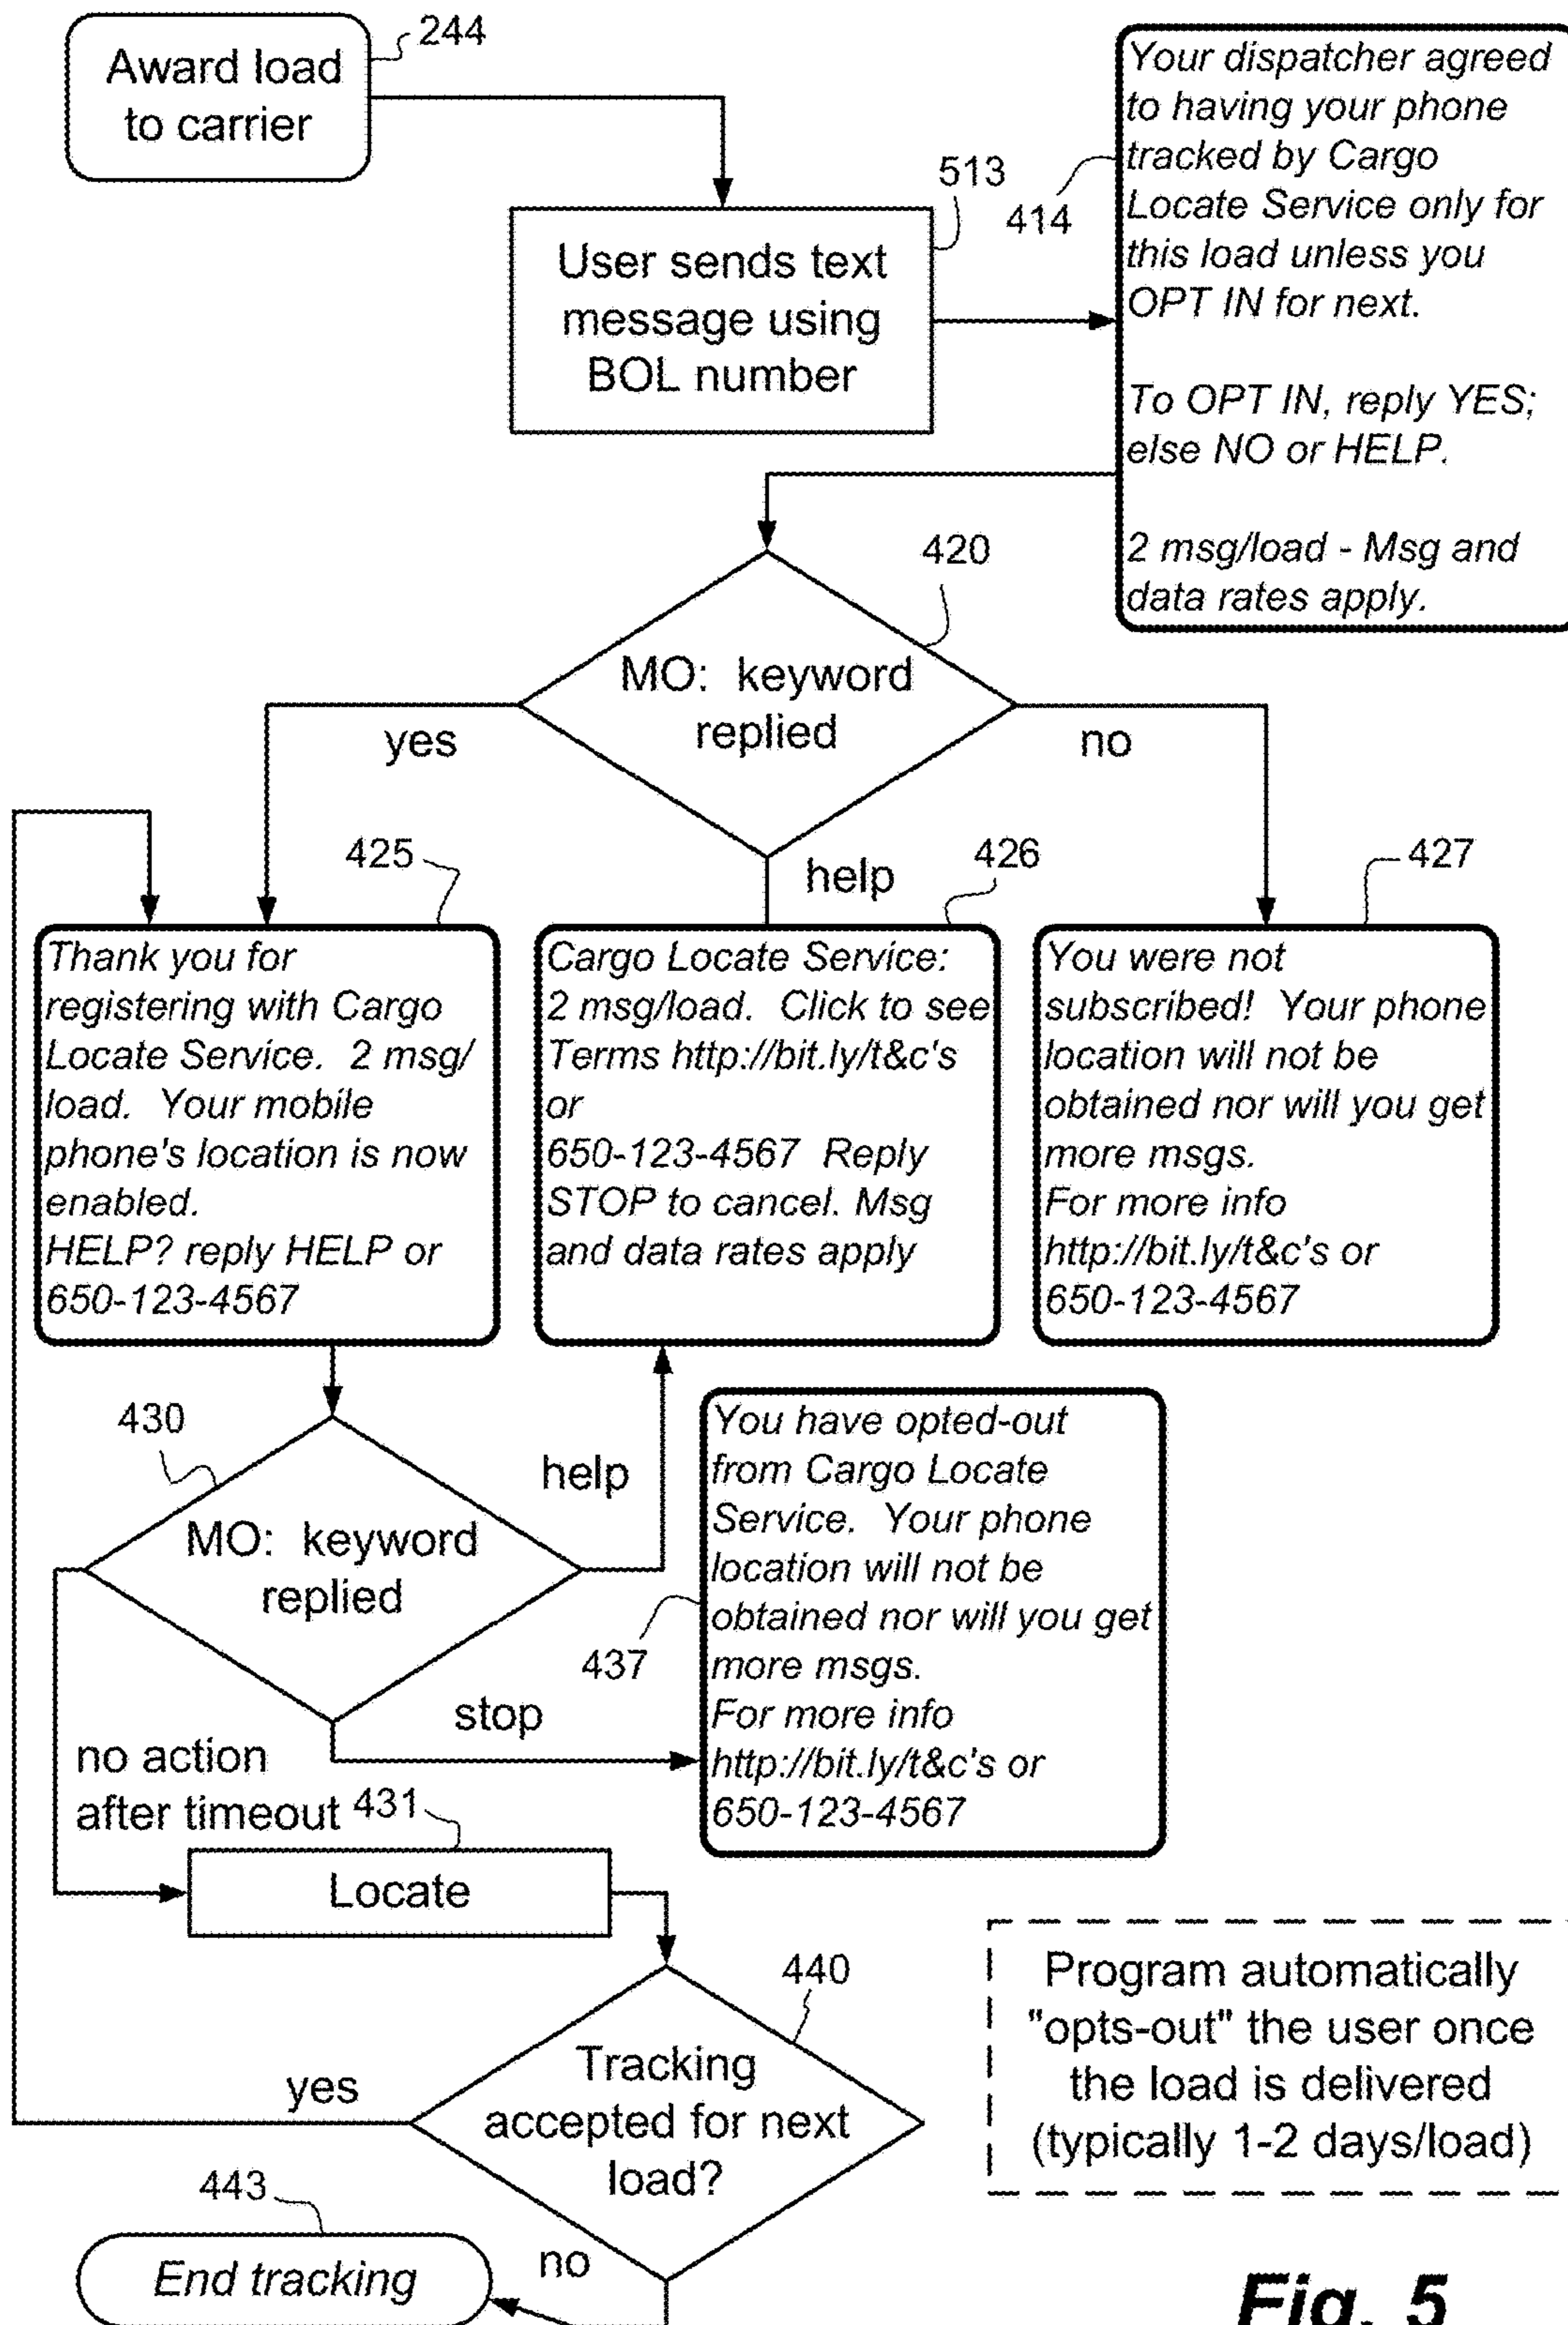 Award load
to carrier
244
User sends text
message using
BOL number
513
414
Your dispatcher agreed
to having your phone
tracked by Cargo
Locate Service only for
this load unless you
OPT IN for next.
To OPT IN, reply YES;
else NO or HELP.
2 msg/load - Msg and
data rates apply.
420
MO: keyword
replied
yes
no
help
425
Thank you for
registering with Cargo
Locate Service. 2 msg/
load. Your mobile
phone's location is now
enabled.
HELP? reply HELP or
650-123-4567
426
Cargo Locate Service:
2 msg/load. Click to see
Terms http://bit.ly/t&c's
or
650-123-4567 Reply
STOP to cancel. Msg
and data rates apply
427
You were not
subscribed! Your phone
location will not be
obtained nor will you get
more msgs.
For more info
http://bit.ly/t&c's or
650-123-4567
430
MO: keyword
replied
help
stop
no action
after timeout
437
You have opted-out
from Cargo Locate
Service. Your phone
location will not be
obtained nor will you get
more msgs.
For more info
http://bit.ly/t&c's or
650-123-4567
431
Locate
440
Tracking
accepted for next
load?
yes
no
443
End tracking
Program automatically
"opts-out" the user once
the load is delivered
(typically 1-2 days/load)
Fig. 5